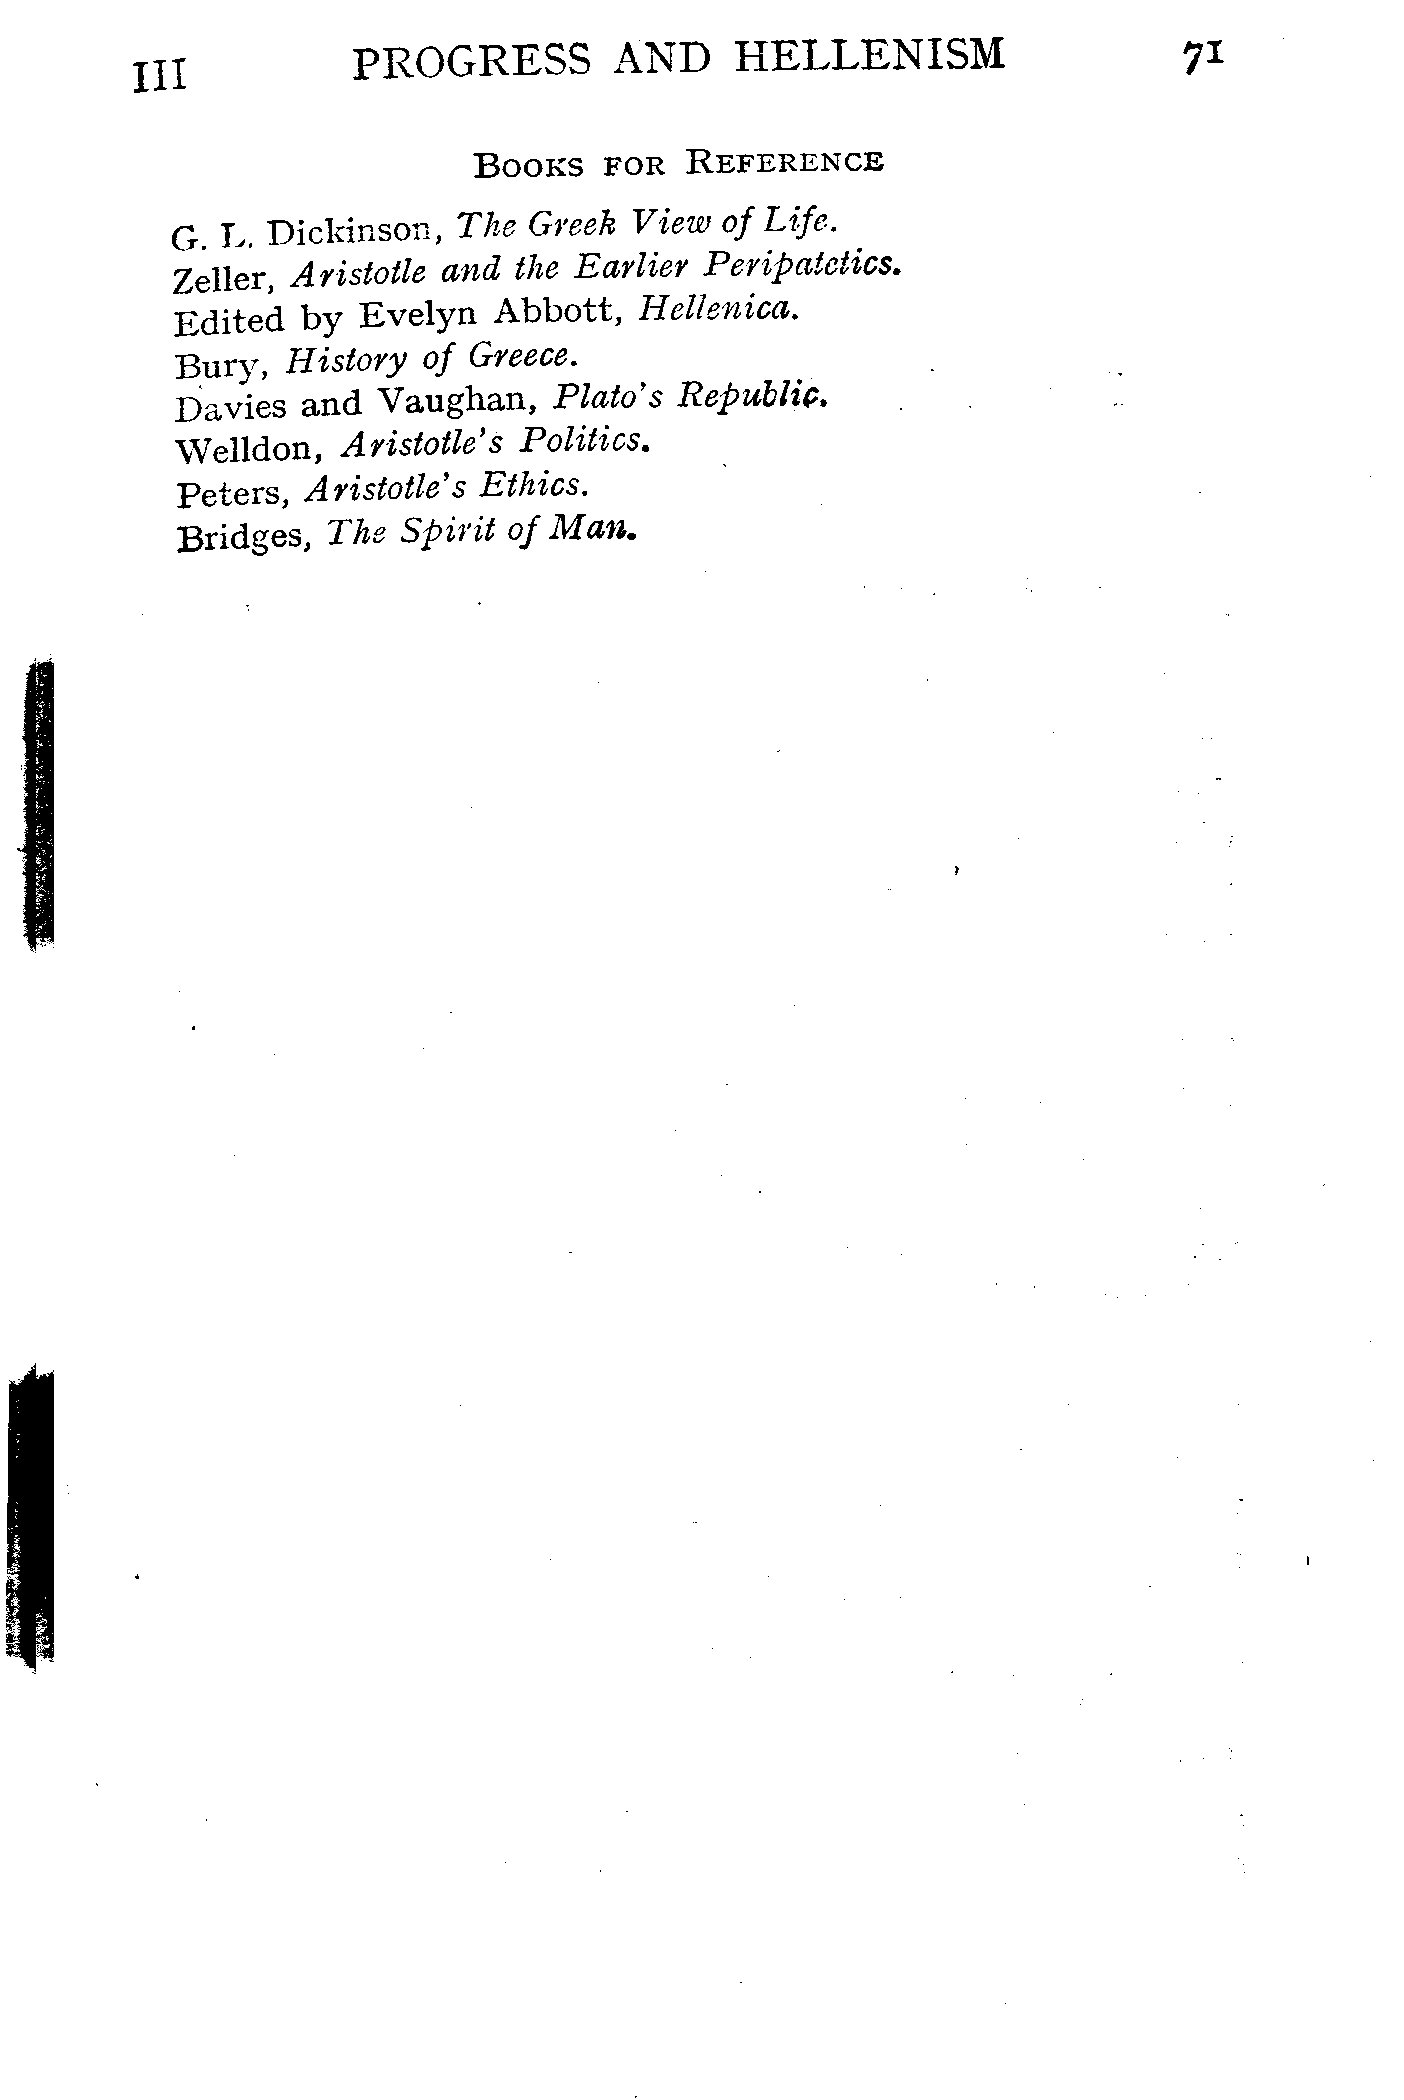 III PROGRESS AND HELLENISM 71
Books for Reference
G. L. Dickinson, The Greek View of Life.
Zeller, Aristotle and the Earlier Peripatetics.
Edited by Evelyn Abbott, Hellenica.
Bury, History of Greece.
Davies and Vaughan, Plato's Republic.
Welldon, Aristotle's Politics.
Peters, Aristotle's Ethics.
Bridges, The Spirit of Man.